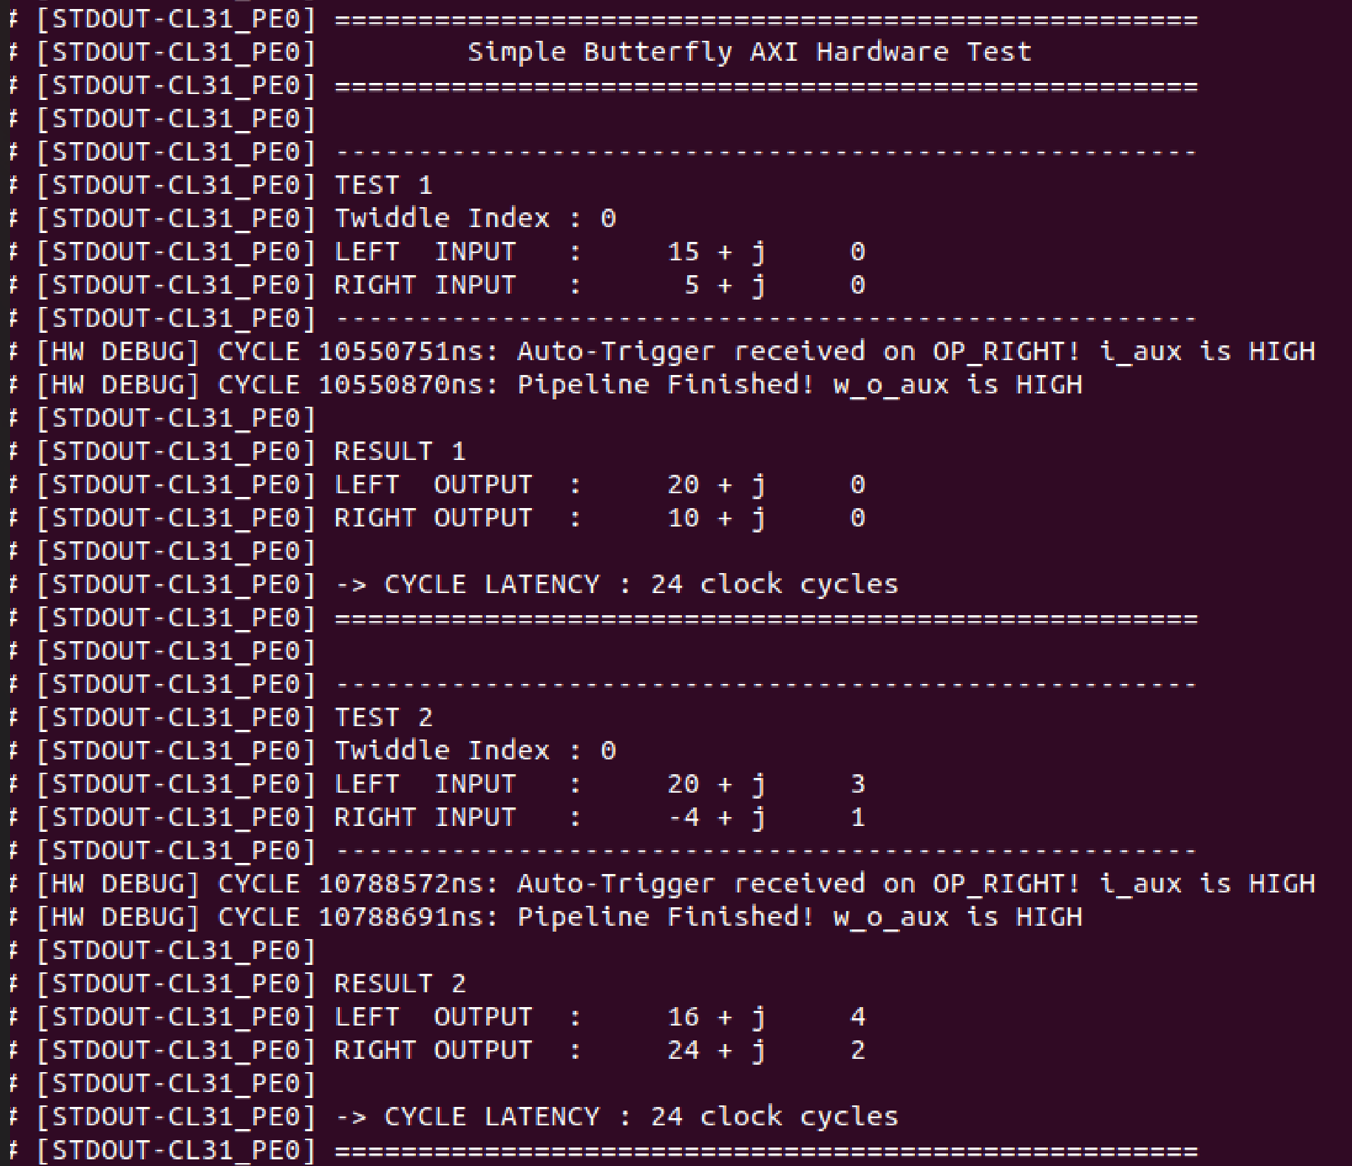 # [STDOUT-CL31_PE0] ====================================================
# [STDOUT-CL31_PE0]         Simple Butterfly AXI Hardware Test
# [STDOUT-CL31_PE0] ====================================================
# [STDOUT-CL31_PE0]
# [STDOUT-CL31_PE0] ----------------------------------------------------
# [STDOUT-CL31_PE0] TEST 1
# [STDOUT-CL31_PE0] Twiddle Index : 0
# [STDOUT-CL31_PE0] LEFT  INPUT   :     15 + j     0
# [STDOUT-CL31_PE0] RIGHT INPUT   :      5 + j     0
# [STDOUT-CL31_PE0] ----------------------------------------------------
# [HW DEBUG] CYCLE 10550751ns: Auto-Trigger received on OP_RIGHT! i_aux is HIGH
# [HW DEBUG] CYCLE 10550870ns: Pipeline Finished! w_o_aux is HIGH
# [STDOUT-CL31_PE0]
# [STDOUT-CL31_PE0] RESULT 1
# [STDOUT-CL31_PE0] LEFT  OUTPUT  :     20 + j     0
# [STDOUT-CL31_PE0] RIGHT OUTPUT  :     10 + j     0
# [STDOUT-CL31_PE0]
# [STDOUT-CL31_PE0] -> CYCLE LATENCY : 24 clock cycles
# [STDOUT-CL31_PE0] ====================================================
# [STDOUT-CL31_PE0]
# [STDOUT-CL31_PE0] ----------------------------------------------------
# [STDOUT-CL31_PE0] TEST 2
# [STDOUT-CL31_PE0] Twiddle Index : 0
# [STDOUT-CL31_PE0] LEFT  INPUT   :     20 + j     3
# [STDOUT-CL31_PE0] RIGHT INPUT   :     -4 + j     1
# [STDOUT-CL31_PE0] ----------------------------------------------------
# [HW DEBUG] CYCLE 10788572ns: Auto-Trigger received on OP_RIGHT! i_aux is HIGH
# [HW DEBUG] CYCLE 10788691ns: Pipeline Finished! w_o_aux is HIGH
# [STDOUT-CL31_PE0]
# [STDOUT-CL31_PE0] RESULT 2
# [STDOUT-CL31_PE0] LEFT  OUTPUT  :     16 + j     4
# [STDOUT-CL31_PE0] RIGHT OUTPUT  :     24 + j     2
# [STDOUT-CL31_PE0]
# [STDOUT-CL31_PE0] -> CYCLE LATENCY : 24 clock cycles
# [STDOUT-CL31_PE0] ====================================================